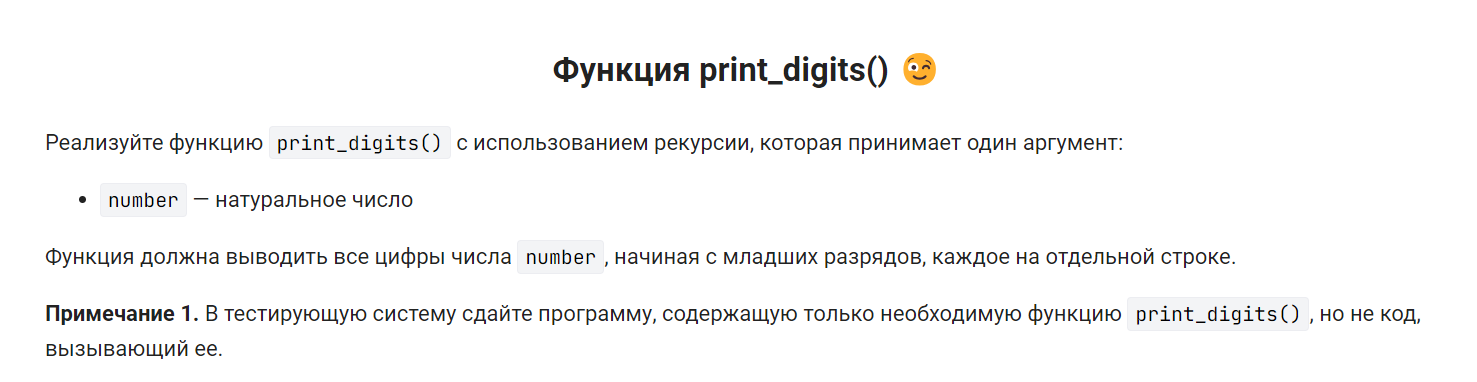 Функция print_digits() 😉
Реализуйте функцию print_digits() с использованием рекурсии, которая принимает один аргумент:
• number — натуральное число
Функция должна выводить все цифры числа number, начиная с младших разрядов, каждое на отдельной строке.
Примечание 1. В тестирующую систему сдайте программу, содержащую только необходимую функцию print_digits(), но не код,
вызывающий ее.